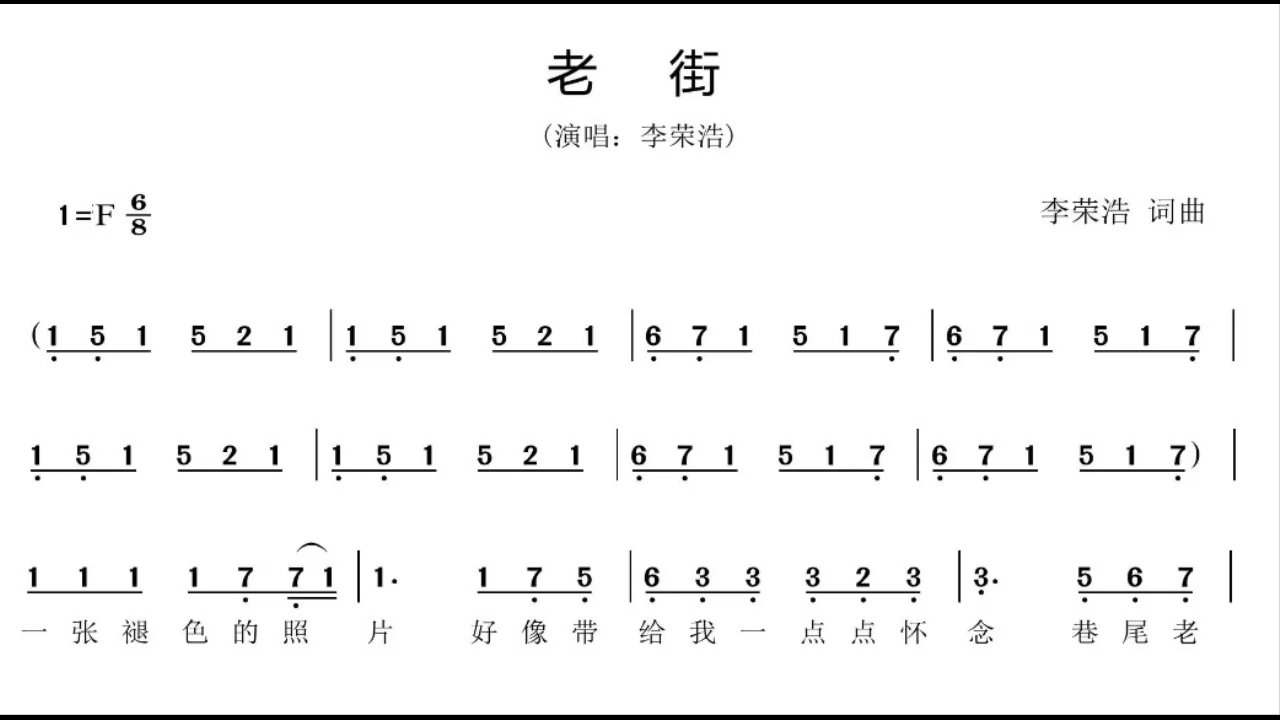 老 街
(演唱：李荣浩)
1=F 6/8
李荣浩 词曲
(1 5 1 5 2 1 | 1 5 1 5 2 1 | 6 7 1 5 1 7 | 6 7 1 5 1 7 |
1 5 1 5 2 1 | 1 5 1 5 2 1 | 6 7 1 5 1 7 | 6 7 1 5 1 7) |
1 1 1 1 7 7 1 | 1. 1 7 5 | 6 3 3 3 2 3 | 3. 5 6 7 |
一 张 褪 色 的 照 片 好 像 带 给 我 一 点 点 怀 念 巷 尾 老